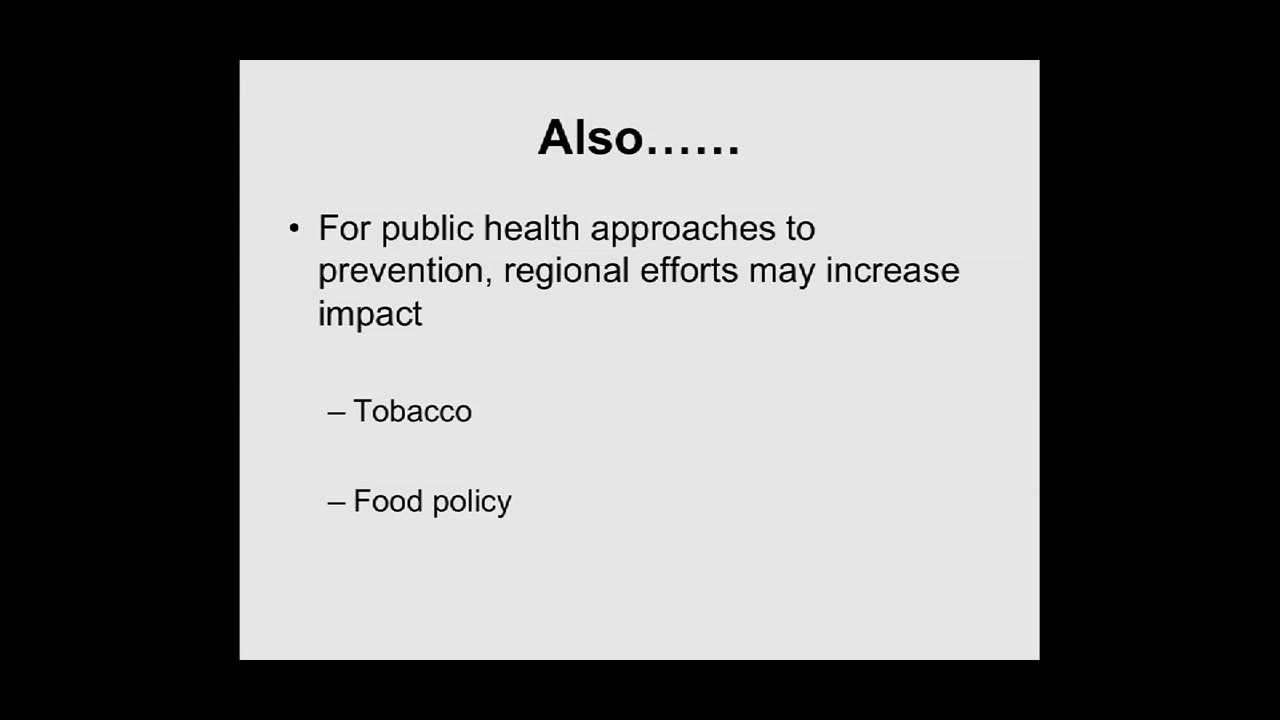 Also……
• For public health approaches to
prevention, regional efforts may increase
impact
– Tobacco
– Food policy